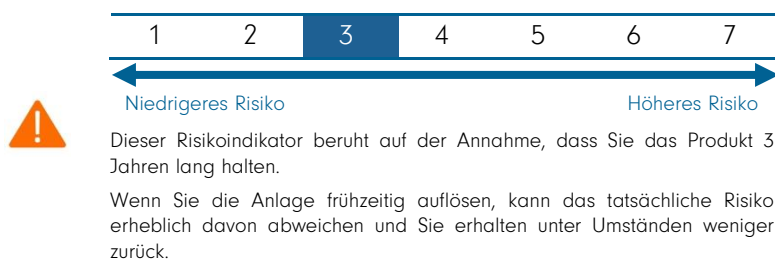 1 2 3 4 5 6 7
Niedrigeres Risiko Höheres Risiko
Dieser Risikoindikator beruht auf der Annahme, dass Sie das Produkt 3
Jahren lang halten.
Wenn Sie die Anlage frühzeitig auflösen, kann das tatsächliche Risiko
erheblich davon abweichen und Sie erhalten unter Umständen weniger
zurück.